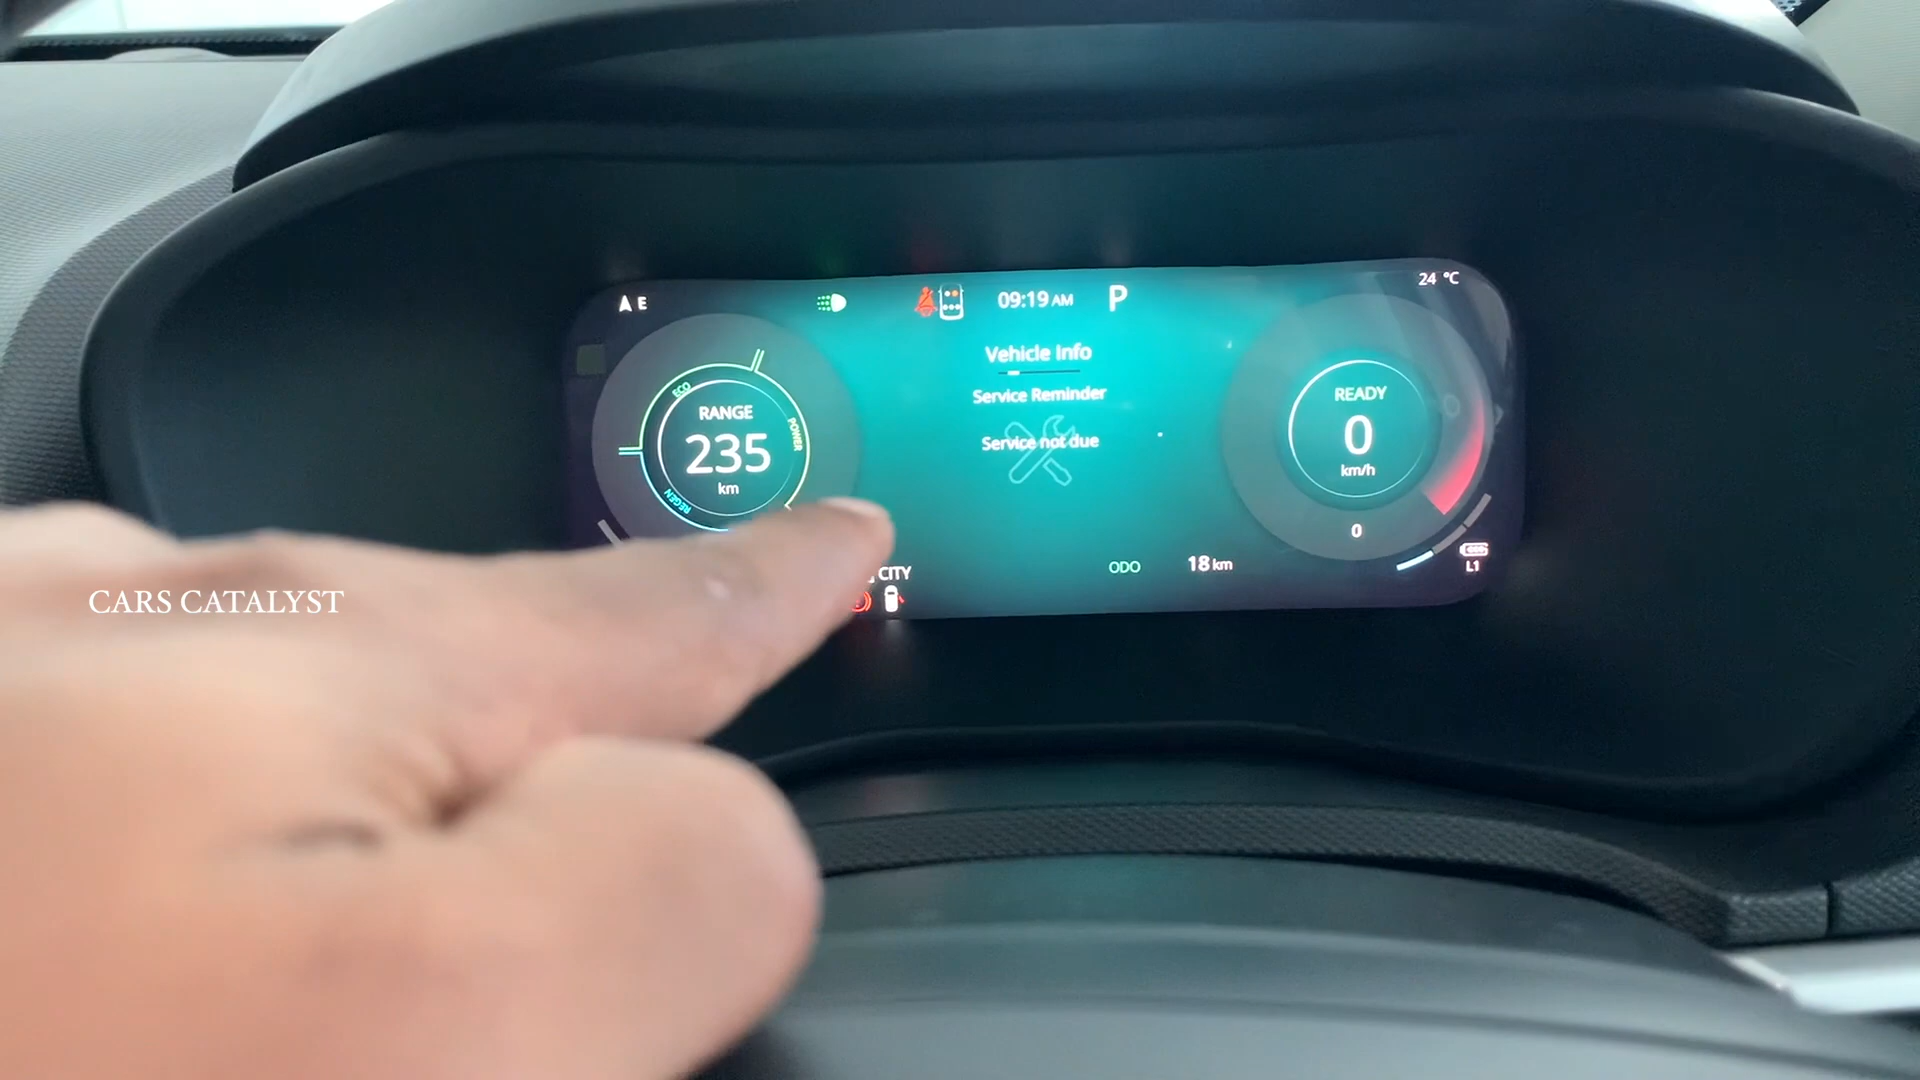 E
09:19 AM
P
24 °C
Vehicle Info
Service Reminder
Service not due
ECO
POWER
REGEN
RANGE
235
km
READY
0
km/h
0
CITY
ODO 18 km
L1
CARS CATALYST